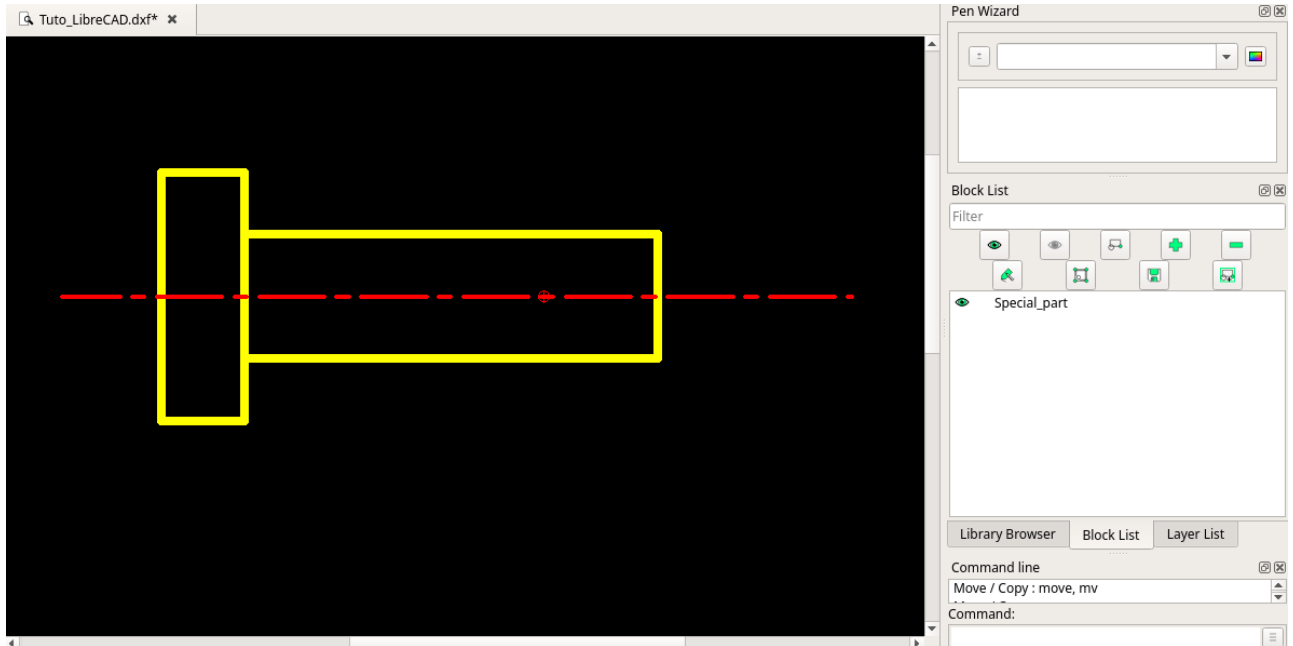 Tuto_LibreCAD.dxf*
Pen Wizard
Block List
Filter
Special_part
Library Browser
Block List
Layer List
Command line
Move / Copy : move, mv
Command: